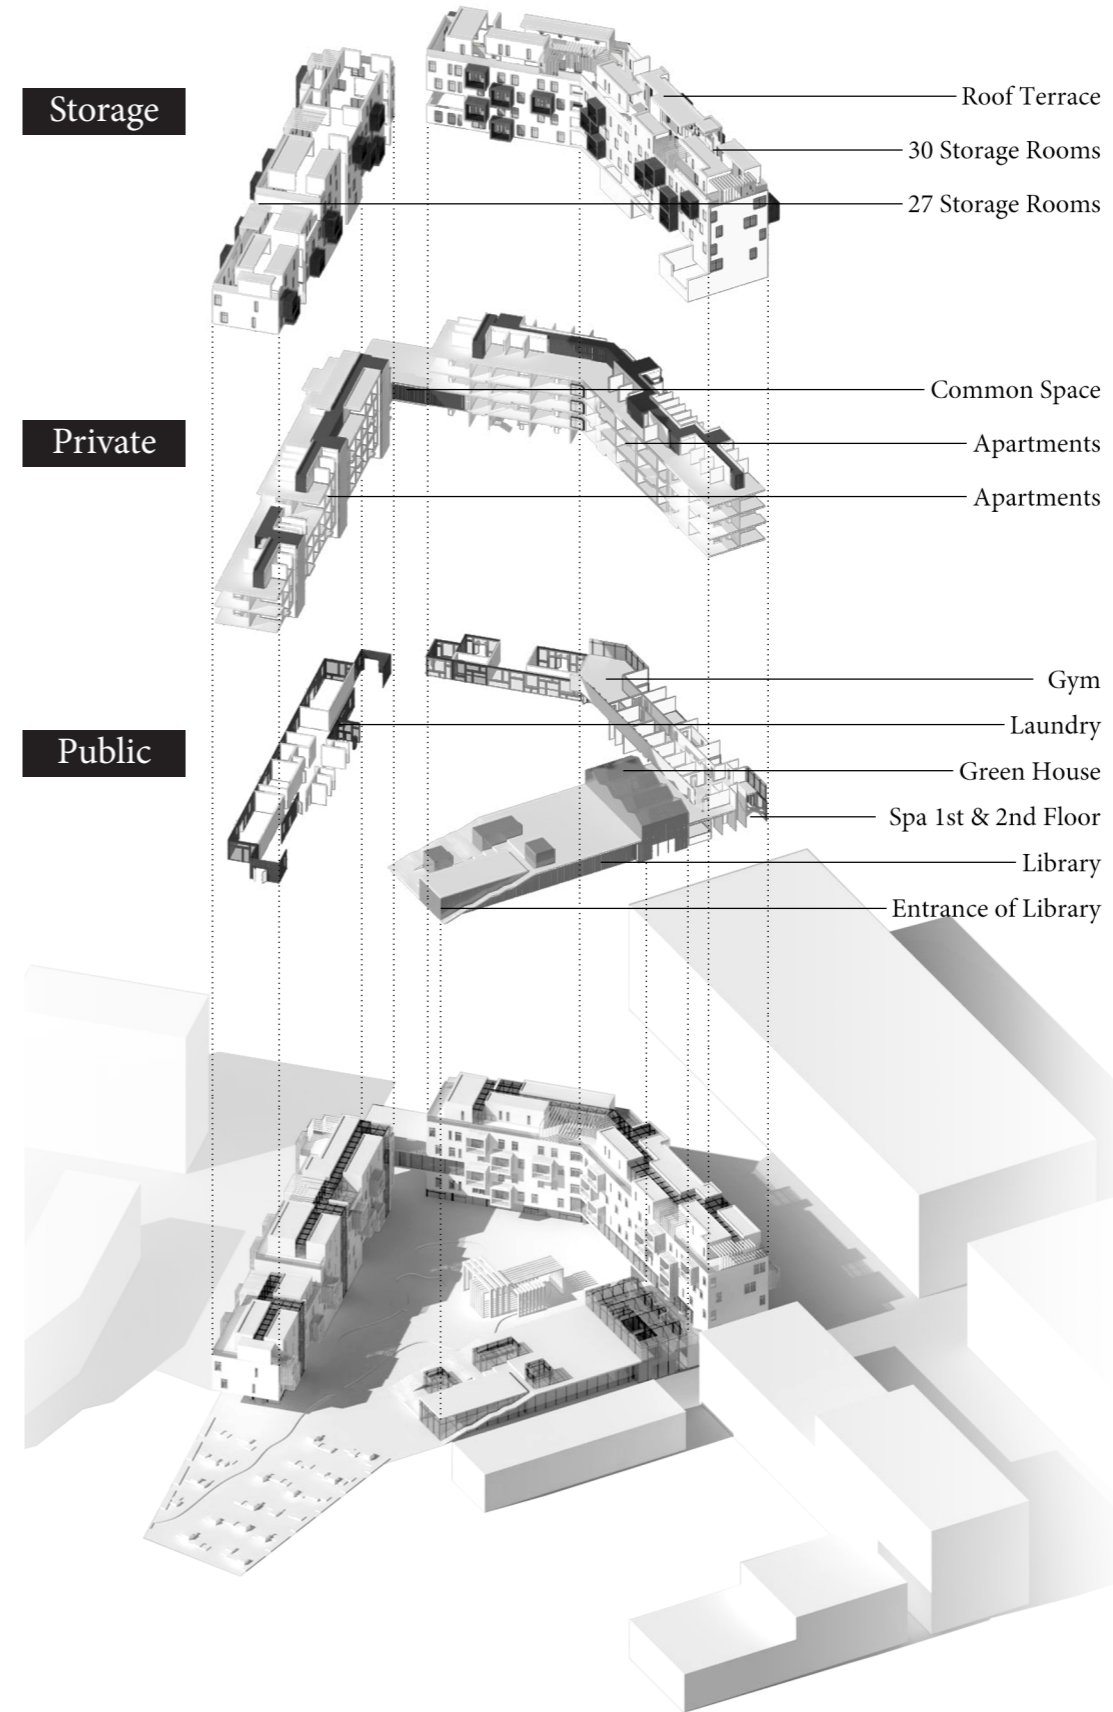 Storage
Roof Terrace
30 Storage Rooms
27 Storage Rooms
Private
Common Space
Apartments
Apartments
Public
Gym
Laundry
Green House
Spa 1st & 2nd Floor
Library
Entrance of Library